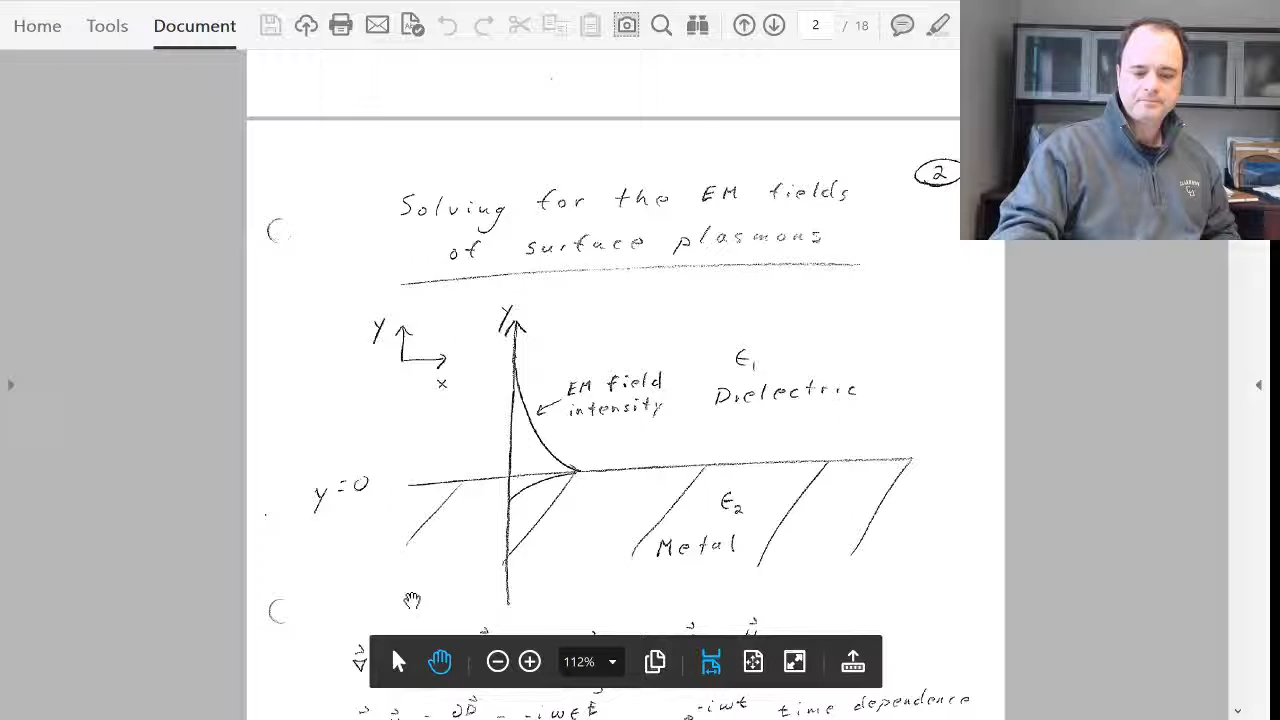 Home Tools Document 2 / 18
2
Solving for the EM fields
of surface plasmons
y
y
x
EM field
intensity
ϵ₁
Dielectric
y=0
ϵ₂
Metal
112%
e^-iωt time dependence